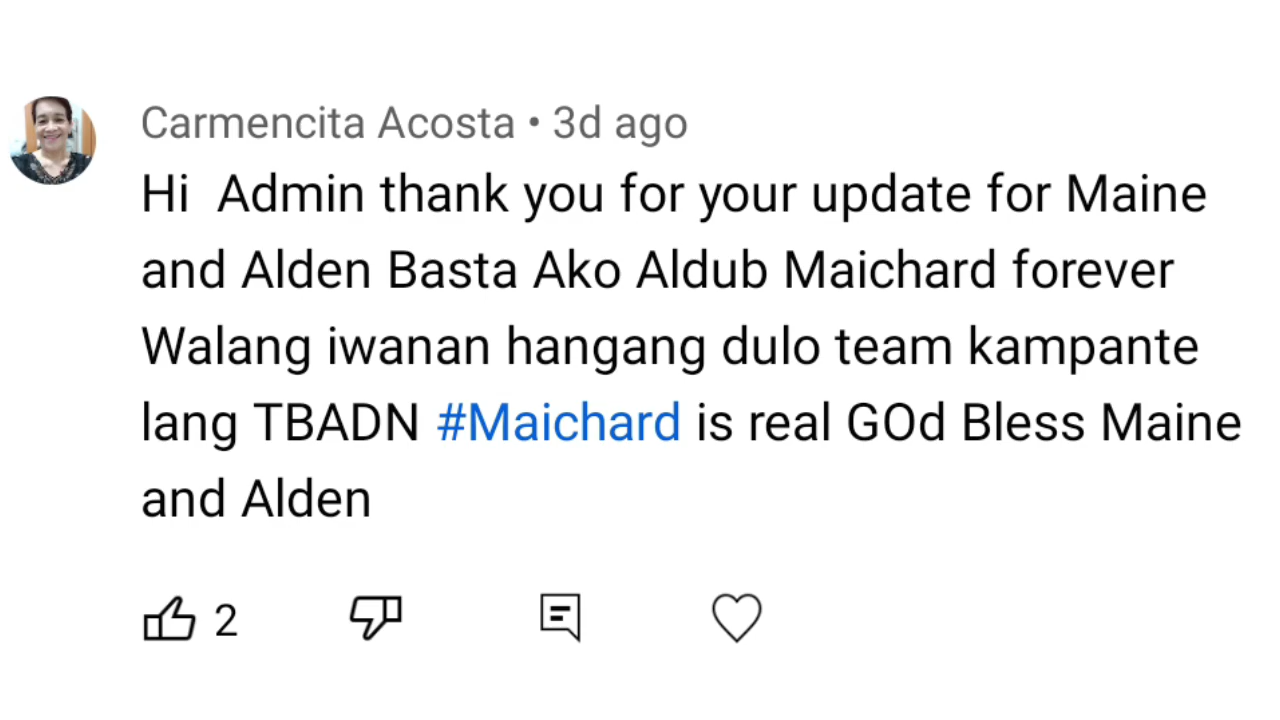 Carmencita Acosta • 3d ago
Hi  Admin thank you for your update for Maine
and Alden Basta Ako Aldub Maichard forever
Walang iwanan hangang dulo team kampante
lang TBADN #Maichard is real GOd Bless Maine
and Alden
2